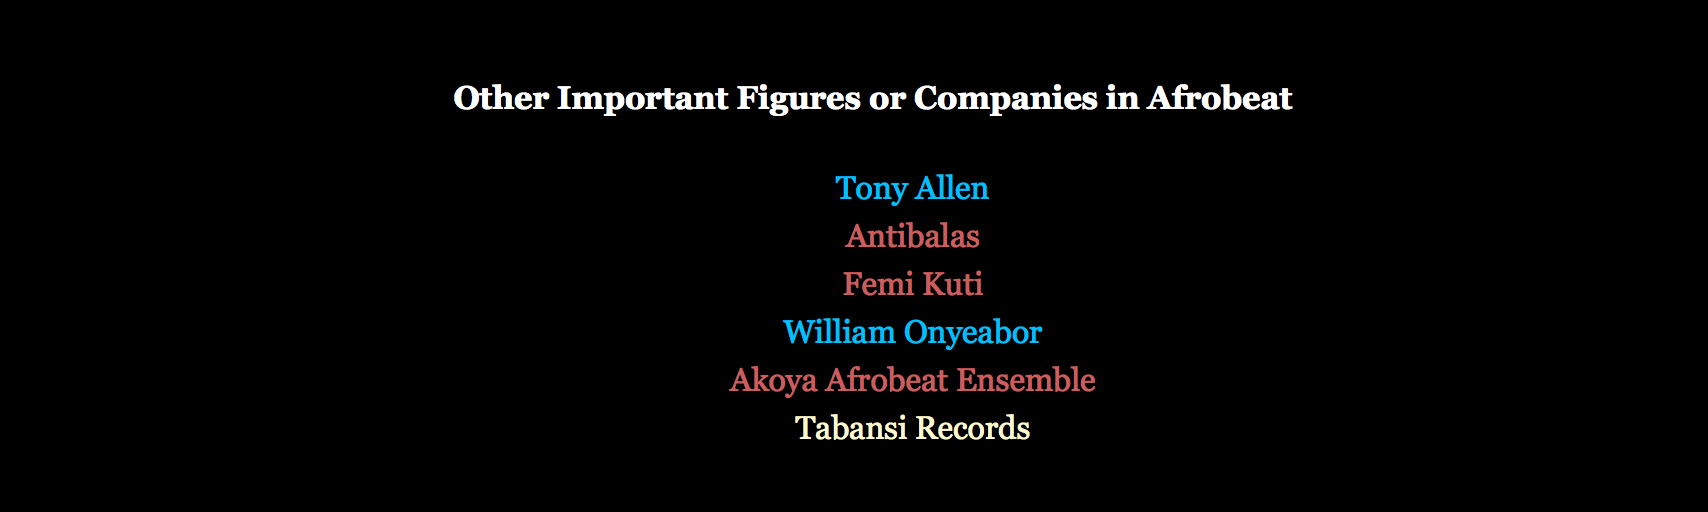 Other Important Figures or Companies in Afrobeat
Tony Allen
Antibalas
Femi Kuti
William Onyeabor
Akoya Afrobeat Ensemble
Tabansi Records